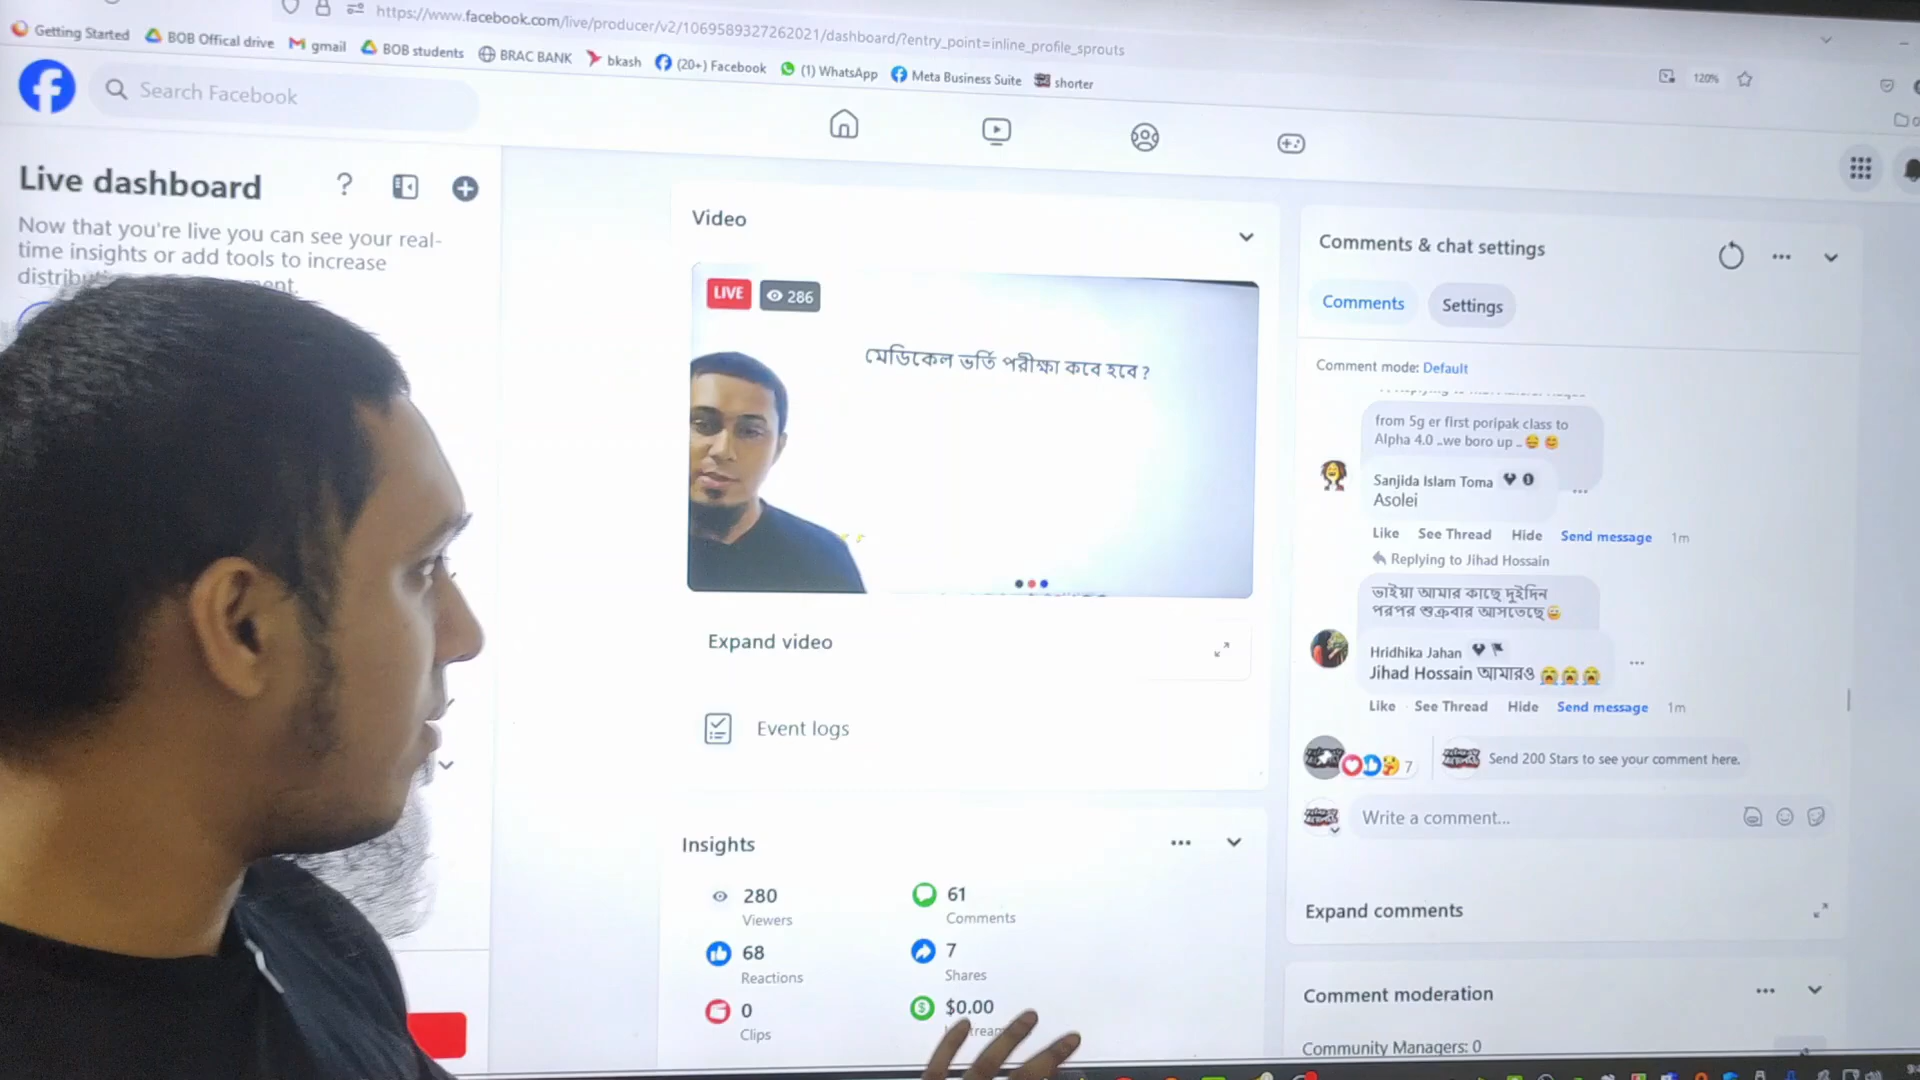 https://www.facebook.com/live/producer/v2/1069589327262021/dashboard/?entry_point=inline_profile_sprouts
Getting Started BOB Offical drive gmail BOB students BRAC BANK bkash (20+) Facebook (1) WhatsApp Meta Business Suite shorter
120%
Search Facebook
Live dashboard
Now that you're live you can see your real-
time insights or add tools to increase
Video
LIVE 286
মেডিকেল ভর্তি পরীক্ষা কবে হবে ?
Expand video
Event logs
Insights
280
Viewers
61
Comments
68
Reactions
7
Shares
0
Clips
$0.00
Comments & chat settings
Comments Settings
Comment mode: Default
from 5g er first poripak class to
Alpha 4.0 ..we boro up ..
Sanjida Islam Toma
Asolei
Like See Thread Hide Send message 1m
Replying to Jihad Hossain
ভাইয়া আমার কাছে দুইদিন
পরপর শুক্রবার আসতেছে
Hridhika Jahan
Jihad Hossain আমারও
Like See Thread Hide Send message 1m
7 Send 200 Stars to see your comment here.
Write a comment...
Expand comments
Comment moderation
Community Managers: 0